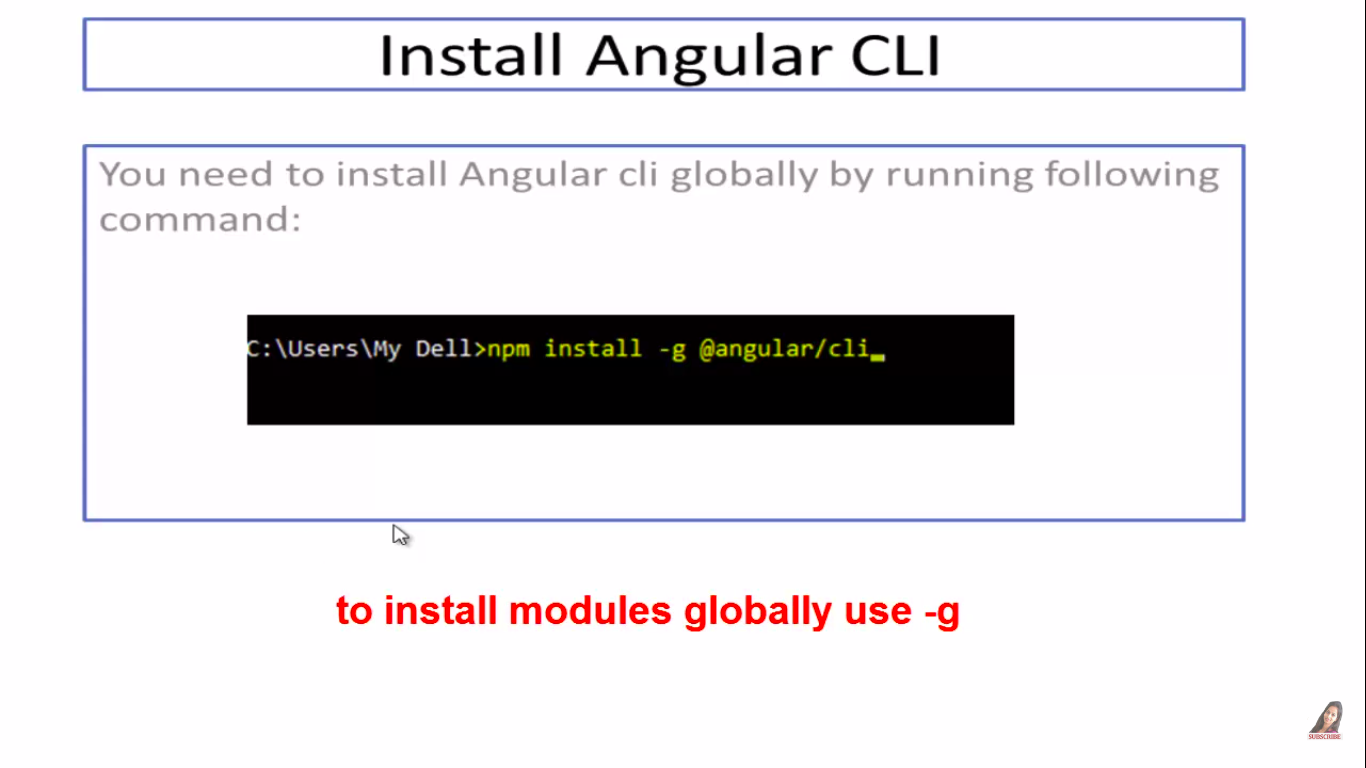 Install Angular CLI
You need to install Angular cli globally by running following
command:
C:\Users\My Dell>npm install -g @angular/cli_
to install modules globally use -g
SUBSCRIBE